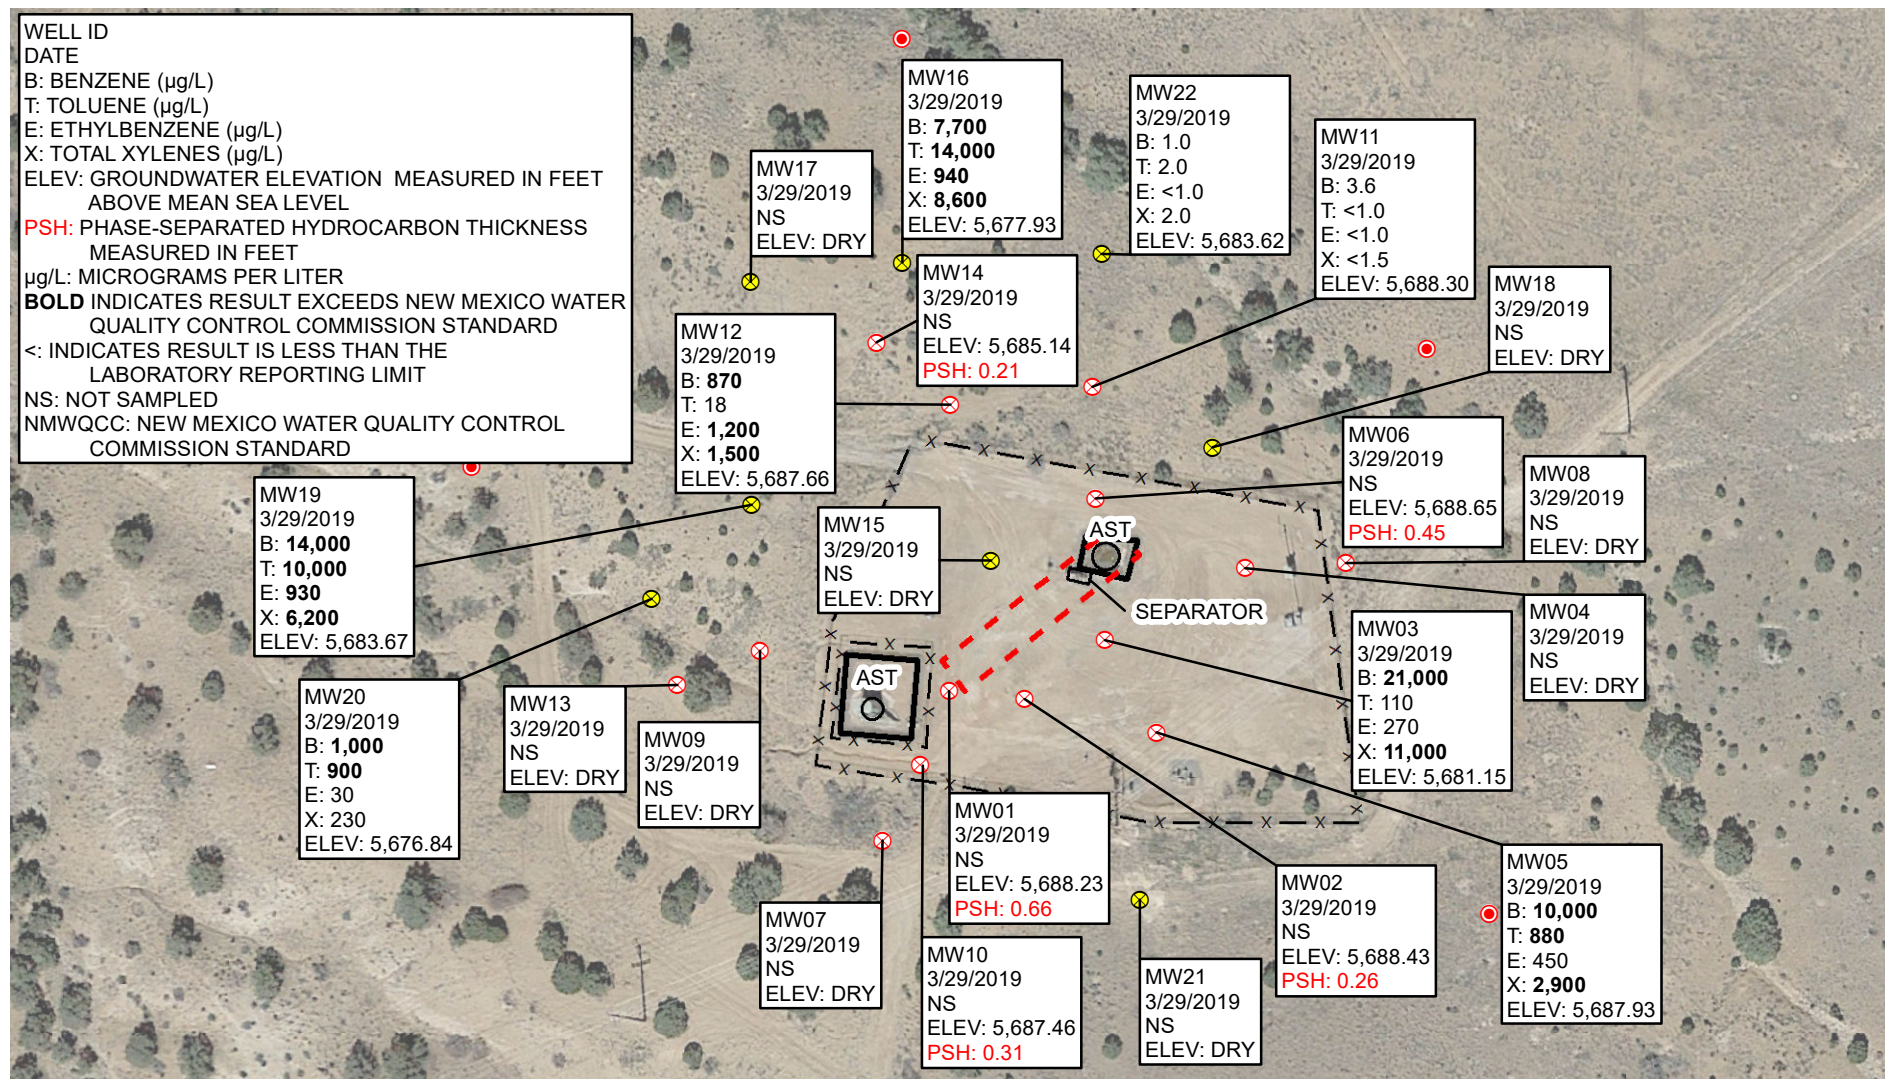 WELL ID
DATE
B: BENZENE (µg/L)
T: TOLUENE (µg/L)
E: ETHYLBENZENE (µg/L)
X: TOTAL XYLENES (µg/L)
ELEV: GROUNDWATER ELEVATION MEASURED IN FEET
ABOVE MEAN SEA LEVEL
PSH: PHASE-SEPARATED HYDROCARBON THICKNESS
MEASURED IN FEET
µg/L: MICROGRAMS PER LITER
BOLD INDICATES RESULT EXCEEDS NEW MEXICO WATER
QUALITY CONTROL COMMISSION STANDARD
<: INDICATES RESULT IS LESS THAN THE
LABORATORY REPORTING LIMIT
NS: NOT SAMPLED
NMWQCC: NEW MEXICO WATER QUALITY CONTROL
COMMISSION STANDARD
MW16
3/29/2019
B: 7,700
T: 14,000
E: 940
X: 8,600
ELEV: 5,677.93
MW22
3/29/2019
B: 1.0
T: 2.0
E: <1.0
X: 2.0
ELEV: 5,683.62
MW11
3/29/2019
B: 3.6
T: <1.0
E: <1.0
X: <1.5
ELEV: 5,688.30
MW17
3/29/2019
NS
ELEV: DRY
MW14
3/29/2019
NS
ELEV: 5,685.14
PSH: 0.21
MW18
3/29/2019
NS
ELEV: DRY
MW12
3/29/2019
B: 870
T: 18
E: 1,200
X: 1,500
ELEV: 5,687.66
MW06
3/29/2019
NS
ELEV: 5,688.65
PSH: 0.45
MW08
3/29/2019
NS
ELEV: DRY
MW19
3/29/2019
B: 14,000
T: 10,000
E: 930
X: 6,200
ELEV: 5,683.67
MW15
3/29/2019
NS
ELEV: DRY
AST
SEPARATOR
MW04
3/29/2019
NS
ELEV: DRY
MW03
3/29/2019
B: 21,000
T: 110
E: 270
X: 11,000
ELEV: 5,681.15
AST
MW20
3/29/2019
B: 1,000
T: 900
E: 30
X: 230
ELEV: 5,676.84
MW13
3/29/2019
NS
ELEV: DRY
MW09
3/29/2019
NS
ELEV: DRY
MW01
3/29/2019
NS
ELEV: 5,688.23
PSH: 0.66
MW02
3/29/2019
NS
ELEV: 5,688.43
PSH: 0.26
MW05
3/29/2019
B: 10,000
T: 880
E: 450
X: 2,900
ELEV: 5,687.93
MW07
3/29/2019
NS
ELEV: DRY
MW10
3/29/2019
NS
ELEV: 5,687.46
PSH: 0.31
MW21
3/29/2019
NS
ELEV: DRY